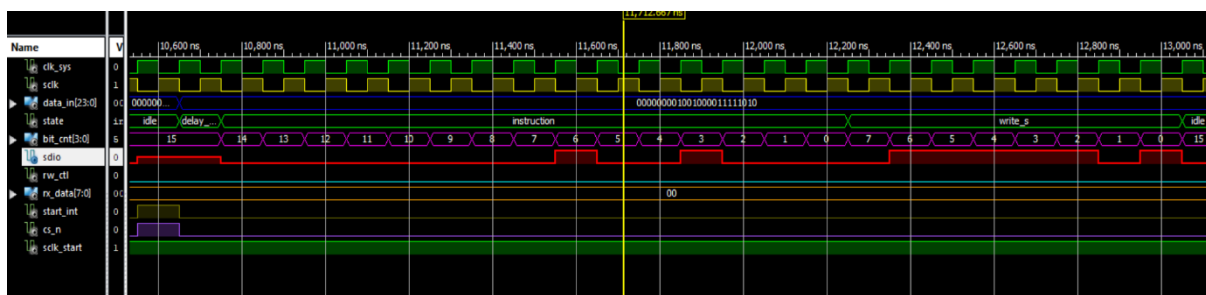 11,712.667 ns
Name V 10,600 ns 10,800 ns 11,000 ns 11,200 ns 11,400 ns 11,600 ns 11,800 ns 12,000 ns 12,200 ns 12,400 ns 12,600 ns 12,800 ns 13,000 ns
clk_sys 0
sclk 1
data_in[23:0] 00 000000... 000000001001000011111010
state in idle delay_... instruction write_s idle
bit_cnt[3:0] 5 15 14 13 12 11 10 9 8 7 6 5 4 3 2 1 0 7 6 5 4 3 2 1 0 15
sdio 0
rw_ctl 0
rx_data[7:0] 00 00
start_int 0
cs_n 0
sclk_start 1